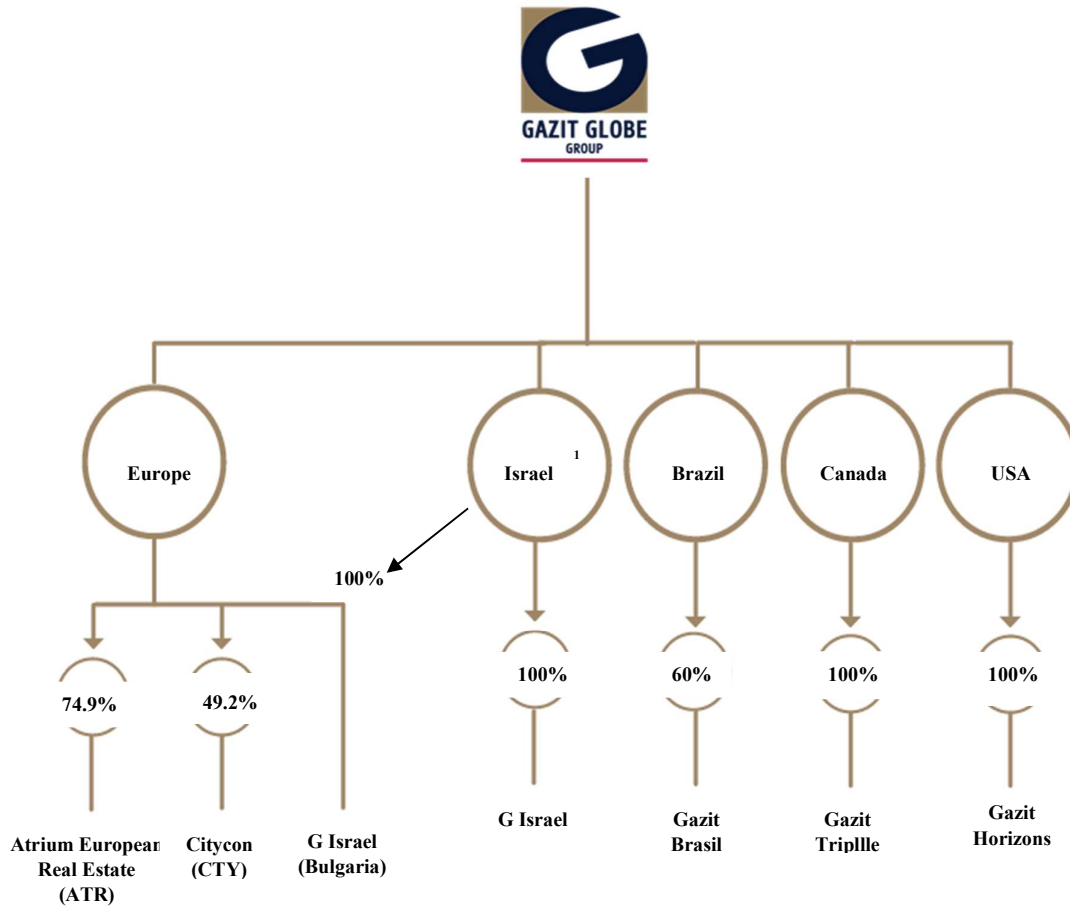 G
GAZIT GLOBE
GROUP
Europe
Israel 1
Brazil
Canada
USA
100%
74.9%
49.2%
100%
60%
100%
100%
Atrium European
Real Estate
(ATR)
Citycon
(CTY)
G Israel
(Bulgaria)
G Israel
Gazit
Brasil
Gazit
Tripllle
Gazit
Horizons